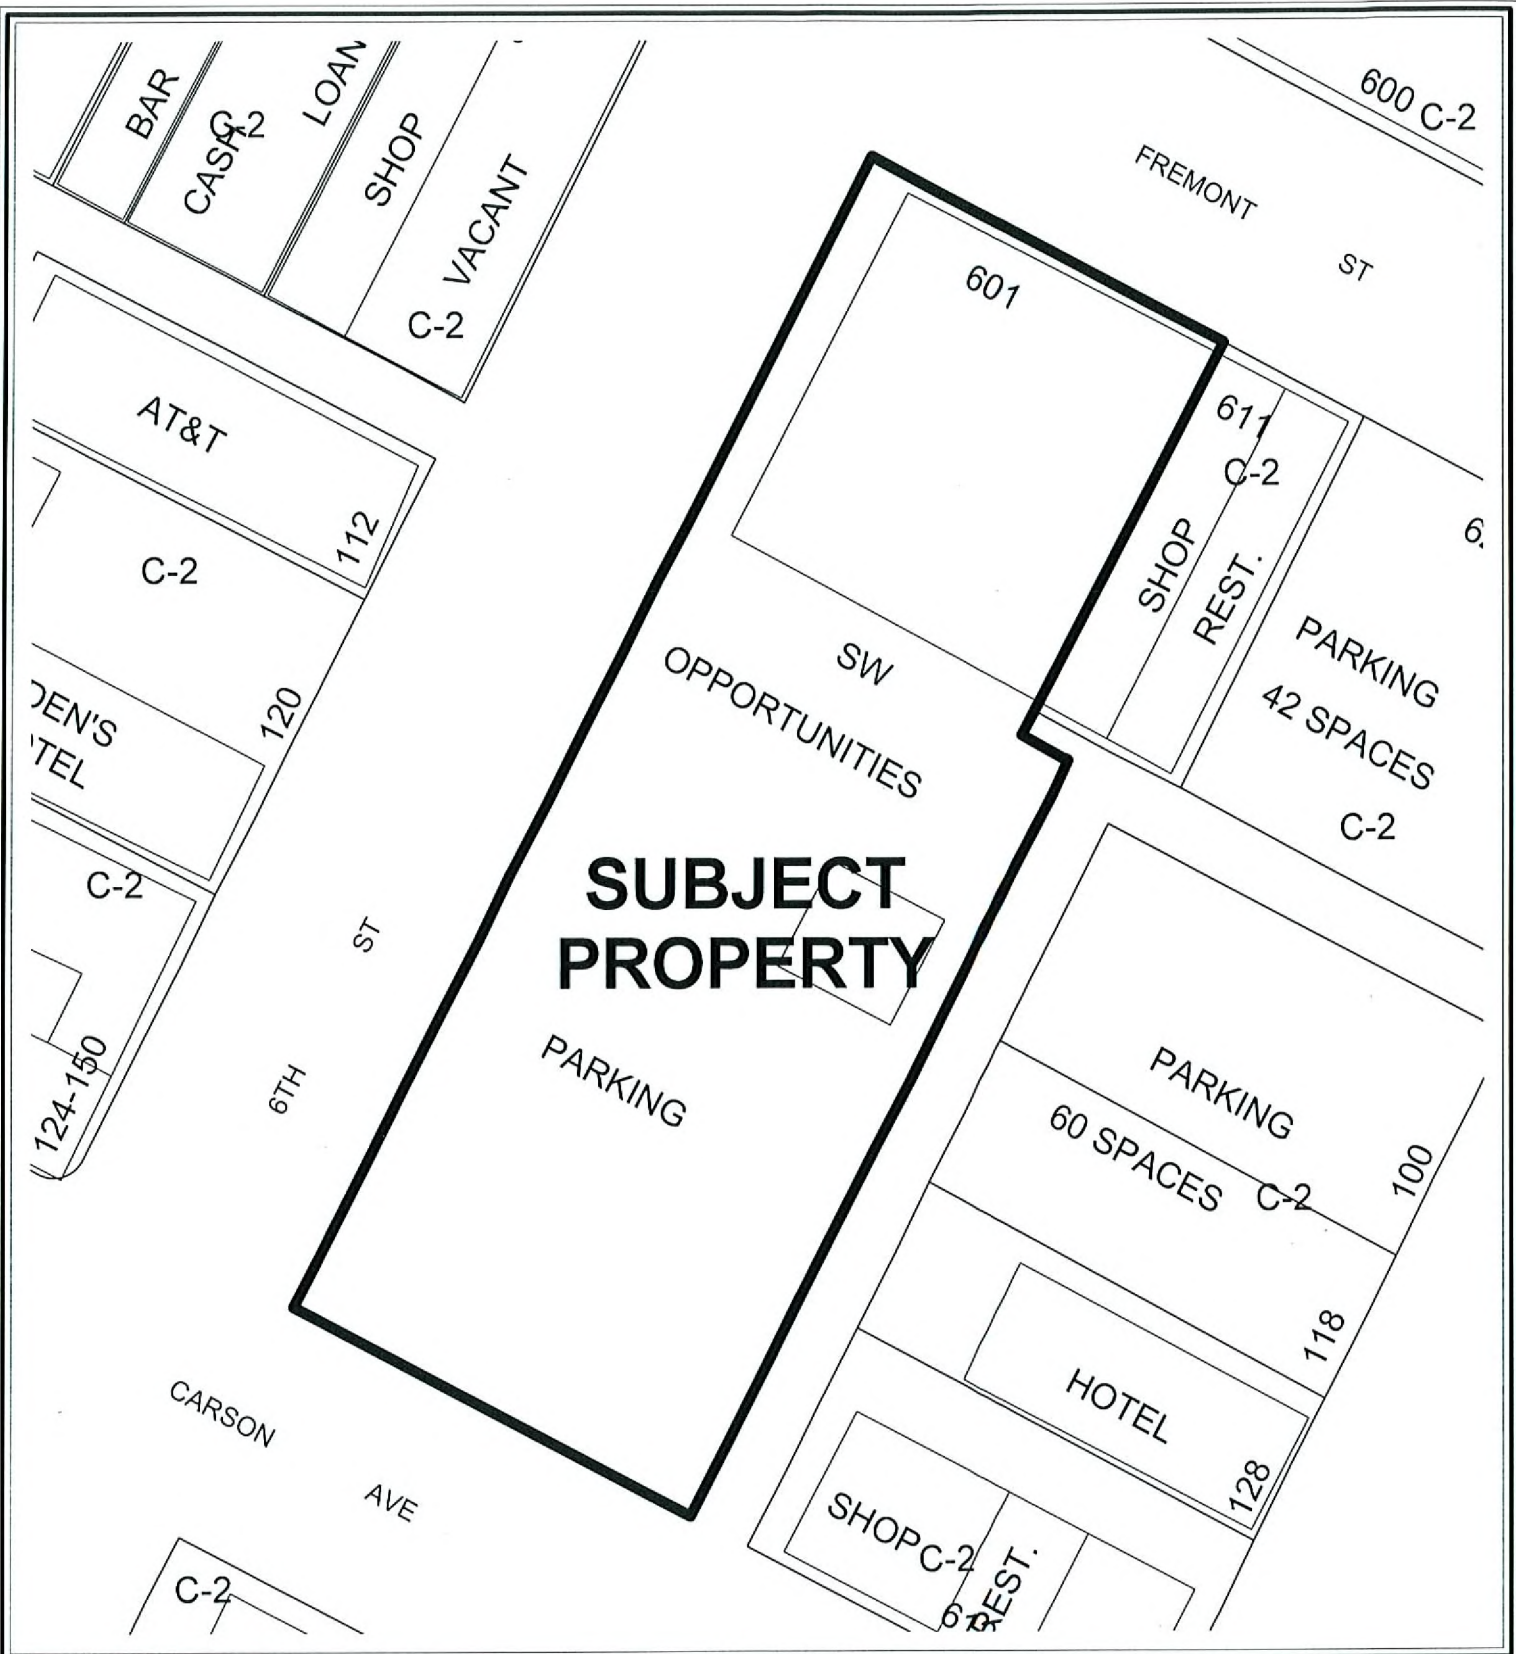 BAR
C-2
CASH
LOAN
SHOP
VACANT
C-2
600 C-2
FREMONT
ST
601
AT&T
112
C-2
120
611
C-2
SHOP
REST.
PARKING
42 SPACES
C-2
SW
OPPORTUNITIES
SUBJECT
PROPERTY
PARKING
C-2
124-150
ST
6TH
PARKING
60 SPACES
C-2
100
118
HOTEL
128
CARSON
AVE
SHOP
C-2
REST.
C-2